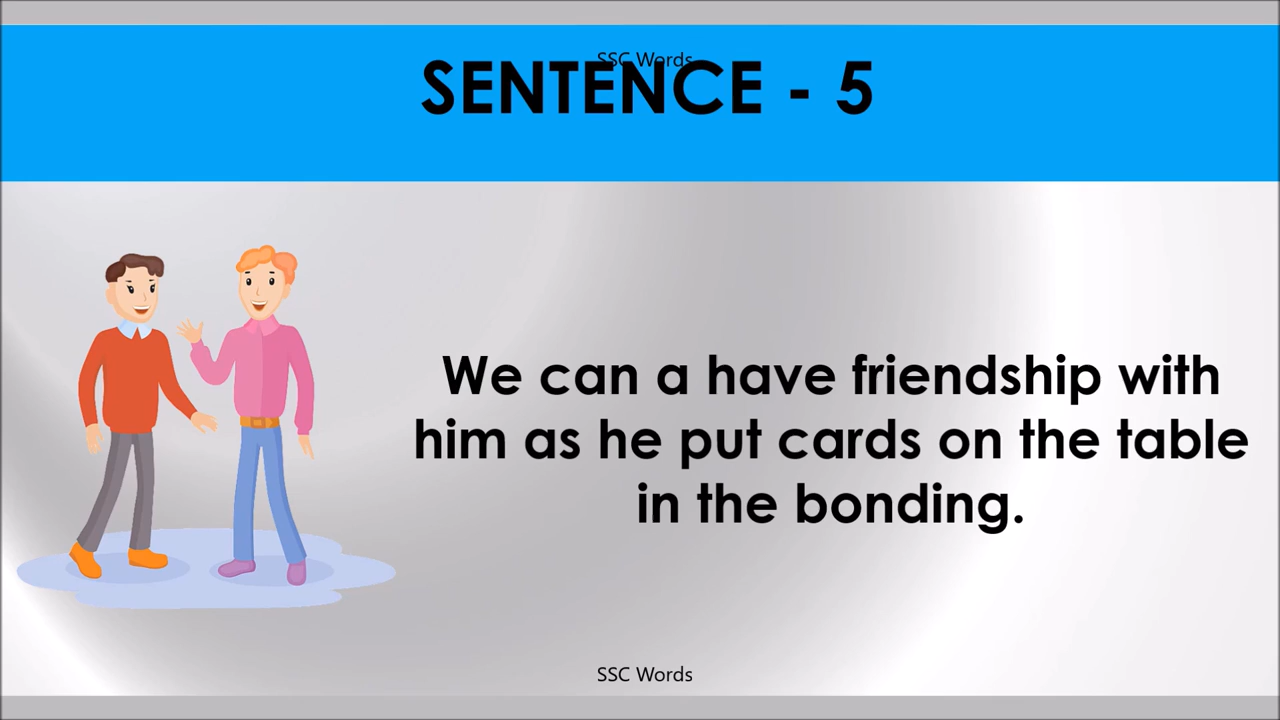 SSC Words
SENTENCE - 5
We can a have friendship with
him as he put cards on the table
in the bonding.
SSC Words